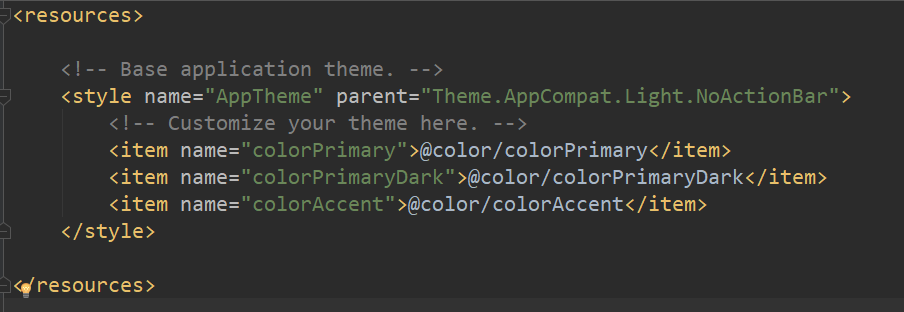 <resources>
<!-- Base application theme. -->
<style name="AppTheme" parent="Theme.AppCompat.Light.NoActionBar">
<!-- Customize your theme here. -->
<item name="colorPrimary">@color/colorPrimary</item>
<item name="colorPrimaryDark">@color/colorPrimaryDark</item>
<item name="colorAccent">@color/colorAccent</item>
</style>
</resources>